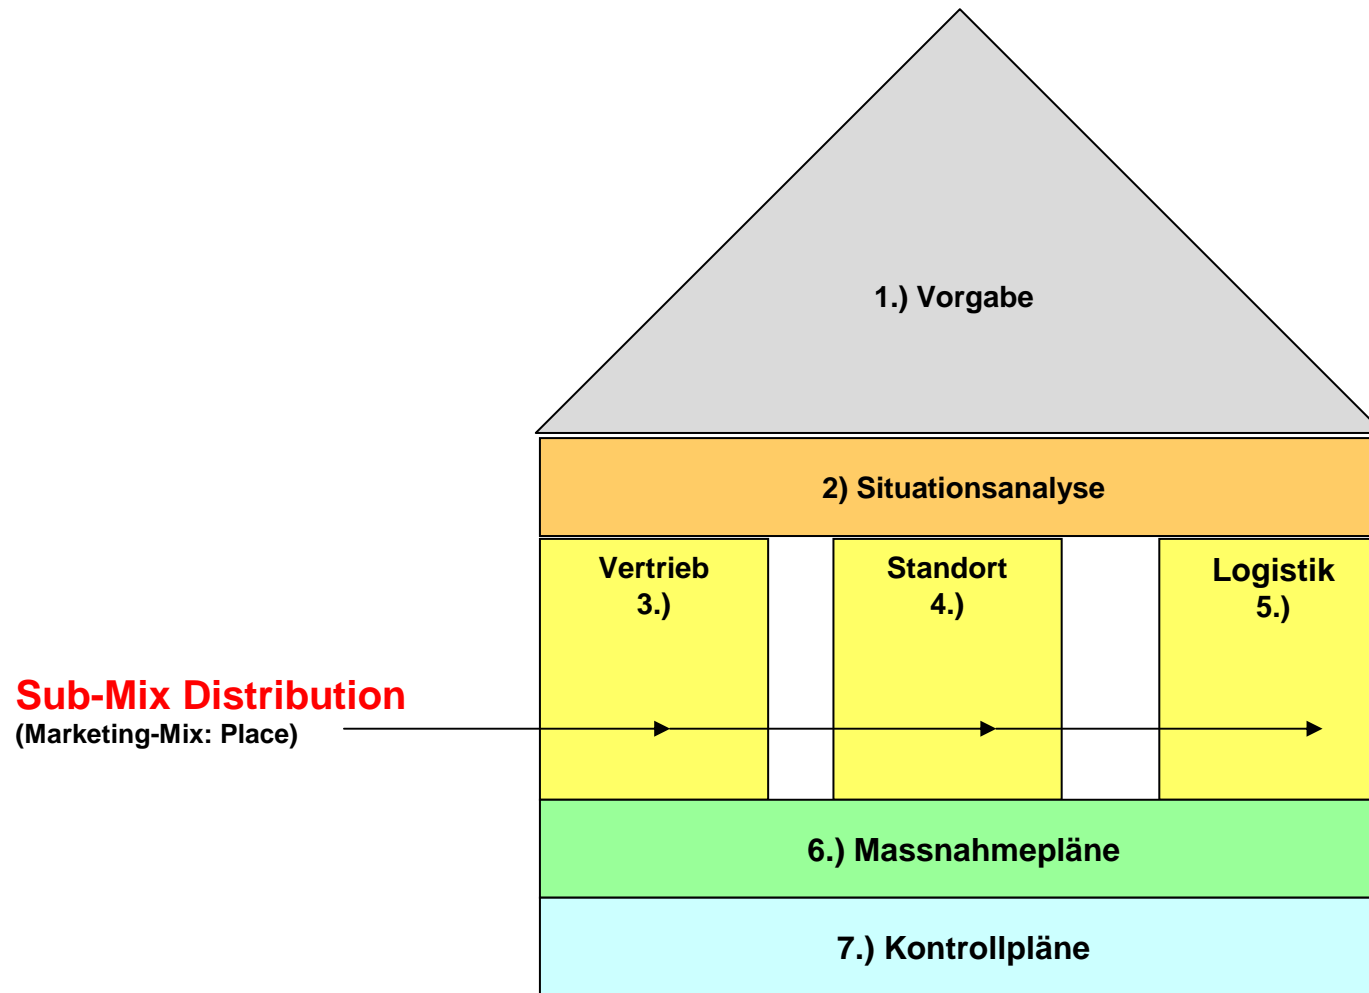 1.) Vorgabe
2) Situationsanalyse
Vertrieb
3.)
Standort
4.)
Logistik
5.)
Sub-Mix Distribution
(Marketing-Mix: Place)
6.) Massnahmepläne
7.) Kontrollpläne